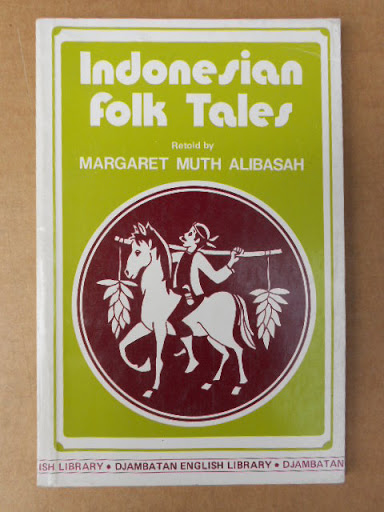 Indonesian
Folk Tales
Retold by
MARGARET MUTH ALIBASAH
ISH LIBRARY • DJAMBATAN ENGLISH LIBRARY • DJAMBATAN